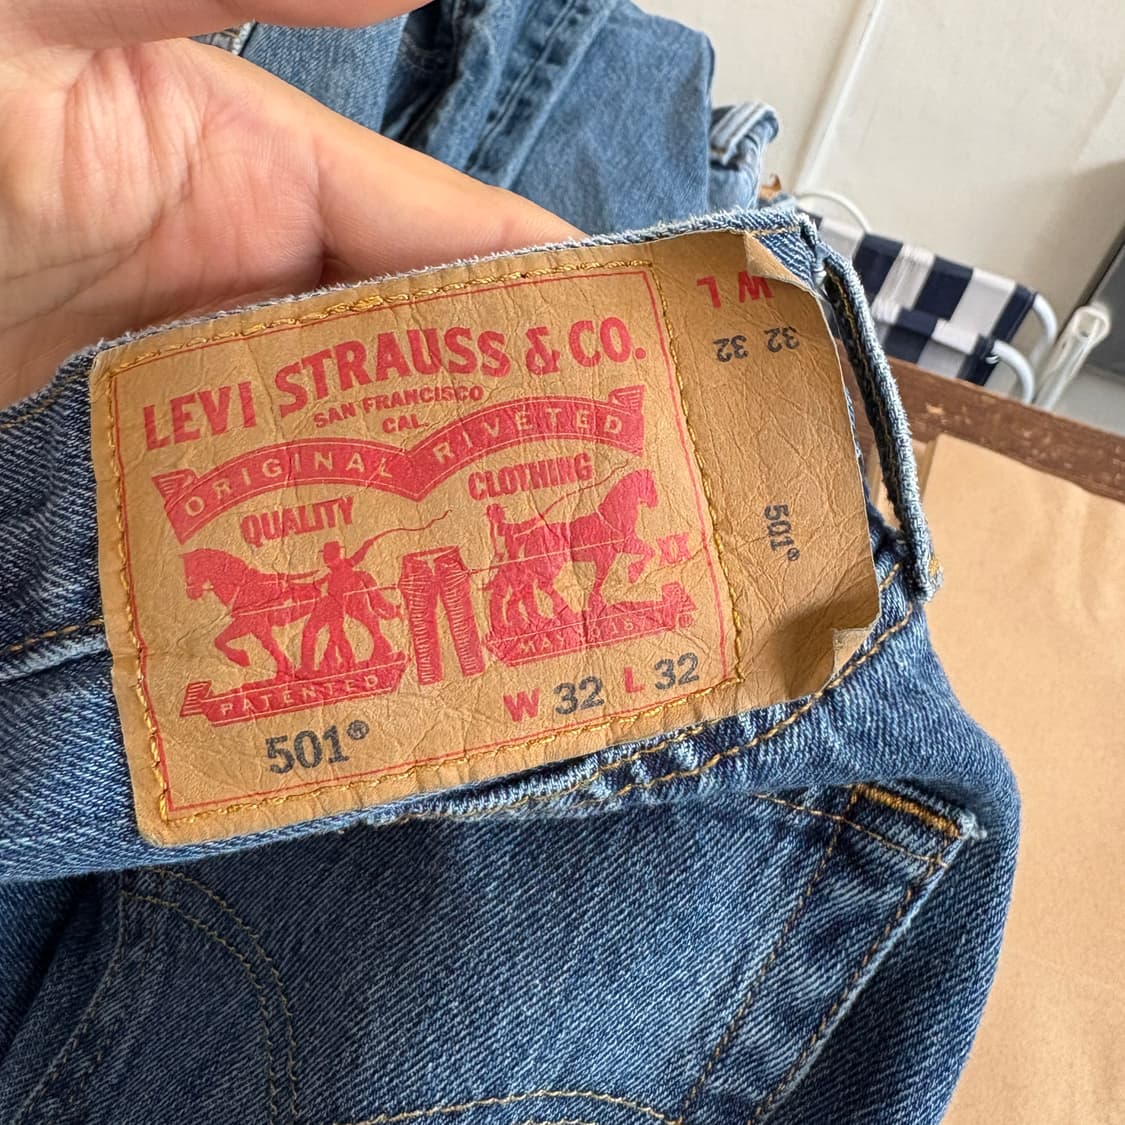 LEVI STRAUSS & CO.
SAN FRANCISCO
CAL.
ORIGINAL RIVETED
QUALITY CLOTHING
XX
PATENTED
501®
W 32 L 32
®
W L
32 32
501®